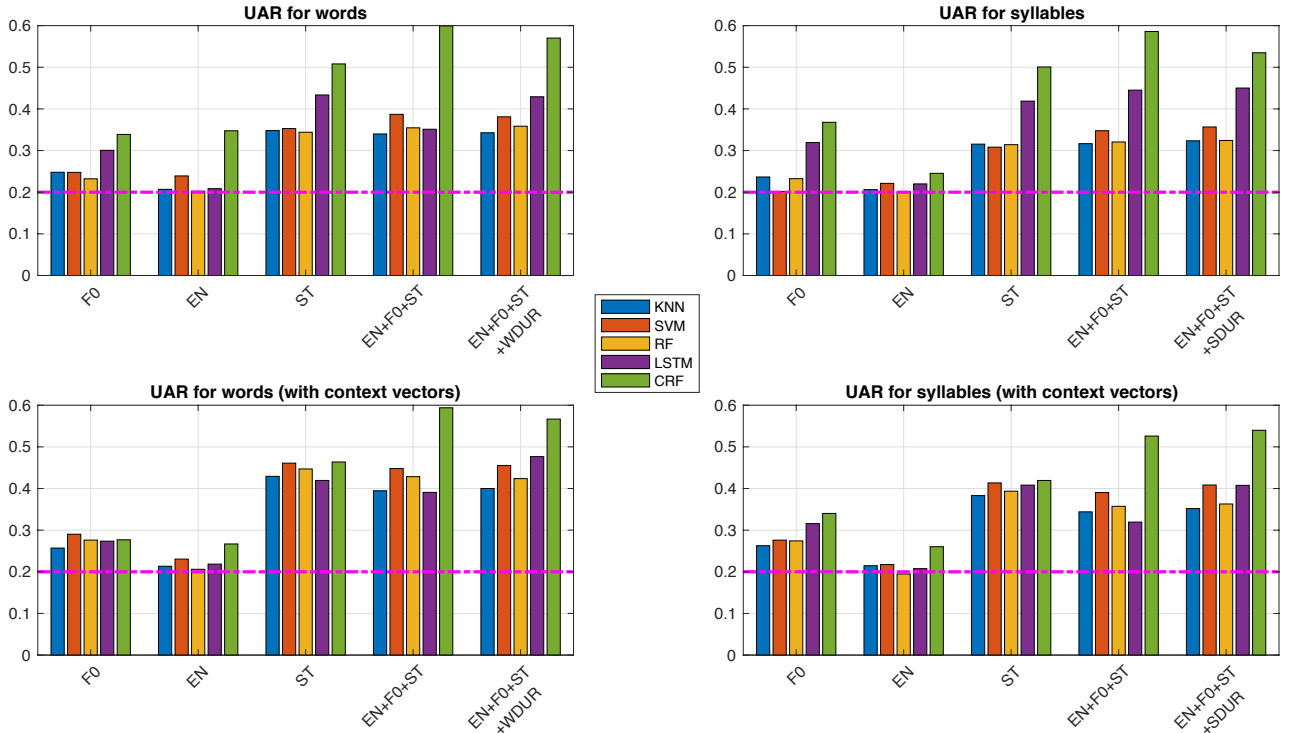 UAR for words
0.6
0.5
0.4
0.3
0.2
0.1
0
F0
EN
ST
EN+F0+ST
EN+F0+ST
+WDUR
UAR for syllables
0.6
0.5
0.4
0.3
0.2
0.1
0
F0
EN
ST
EN+F0+ST
EN+F0+ST
+SDUR
KNN
SVM
RF
LSTM
CRF
UAR for words (with context vectors)
0.6
0.5
0.4
0.3
0.2
0.1
0
F0
EN
ST
EN+F0+ST
EN+F0+ST
+WDUR
UAR for syllables (with context vectors)
0.6
0.5
0.4
0.3
0.2
0.1
0
F0
EN
ST
EN+F0+ST
EN+F0+ST
+SDUR